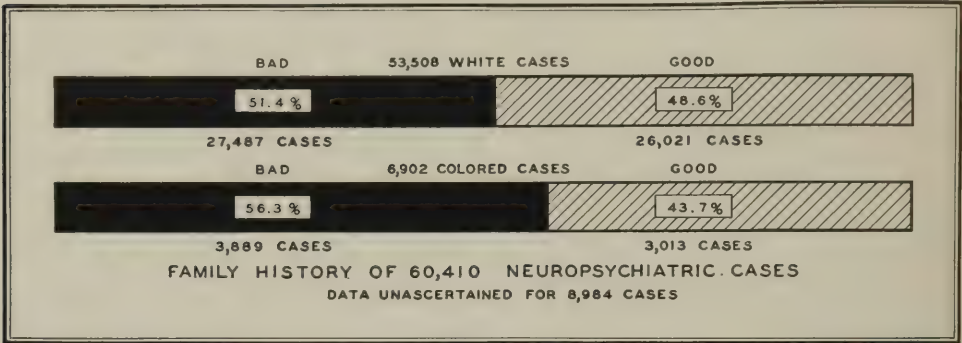 BAD 53,508 WHITE CASES GOOD
51.4% 48.6%
27,487 CASES 26,021 CASES
BAD 6,902 COLORED CASES GOOD
56.3% 43.7%
3,889 CASES 3,013 CASES
FAMILY HISTORY OF 60,410 NEUROPSYCHIATRIC CASES
DATA UNASCERTAINED FOR 8,984 CASES